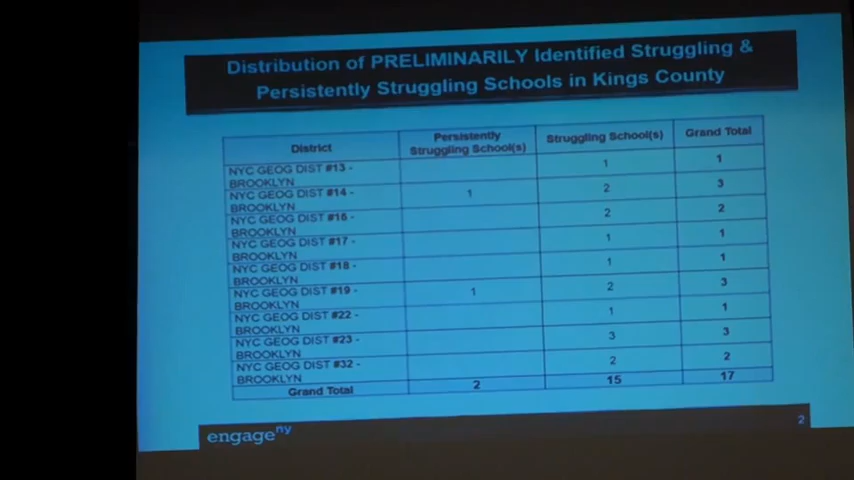 Distribution of PRELIMINARILY Identified Struggling &
Persistently Struggling Schools in Kings County
District Persistently Struggling School(s) Struggling School(s) Grand Total
NYC GEOG DIST #13 - BROOKLYN 1 1
NYC GEOG DIST #14 - BROOKLYN 1 2 3
NYC GEOG DIST #16 - BROOKLYN 2 2
NYC GEOG DIST #17 - BROOKLYN 1 1
NYC GEOG DIST #18 - BROOKLYN 1 1
NYC GEOG DIST #19 - BROOKLYN 1 2 3
NYC GEOG DIST #22 - BROOKLYN 1 1
NYC GEOG DIST #23 - BROOKLYN 3 3
NYC GEOG DIST #32 - BROOKLYN 2 2
Grand Total 2 15 17
engageny 2